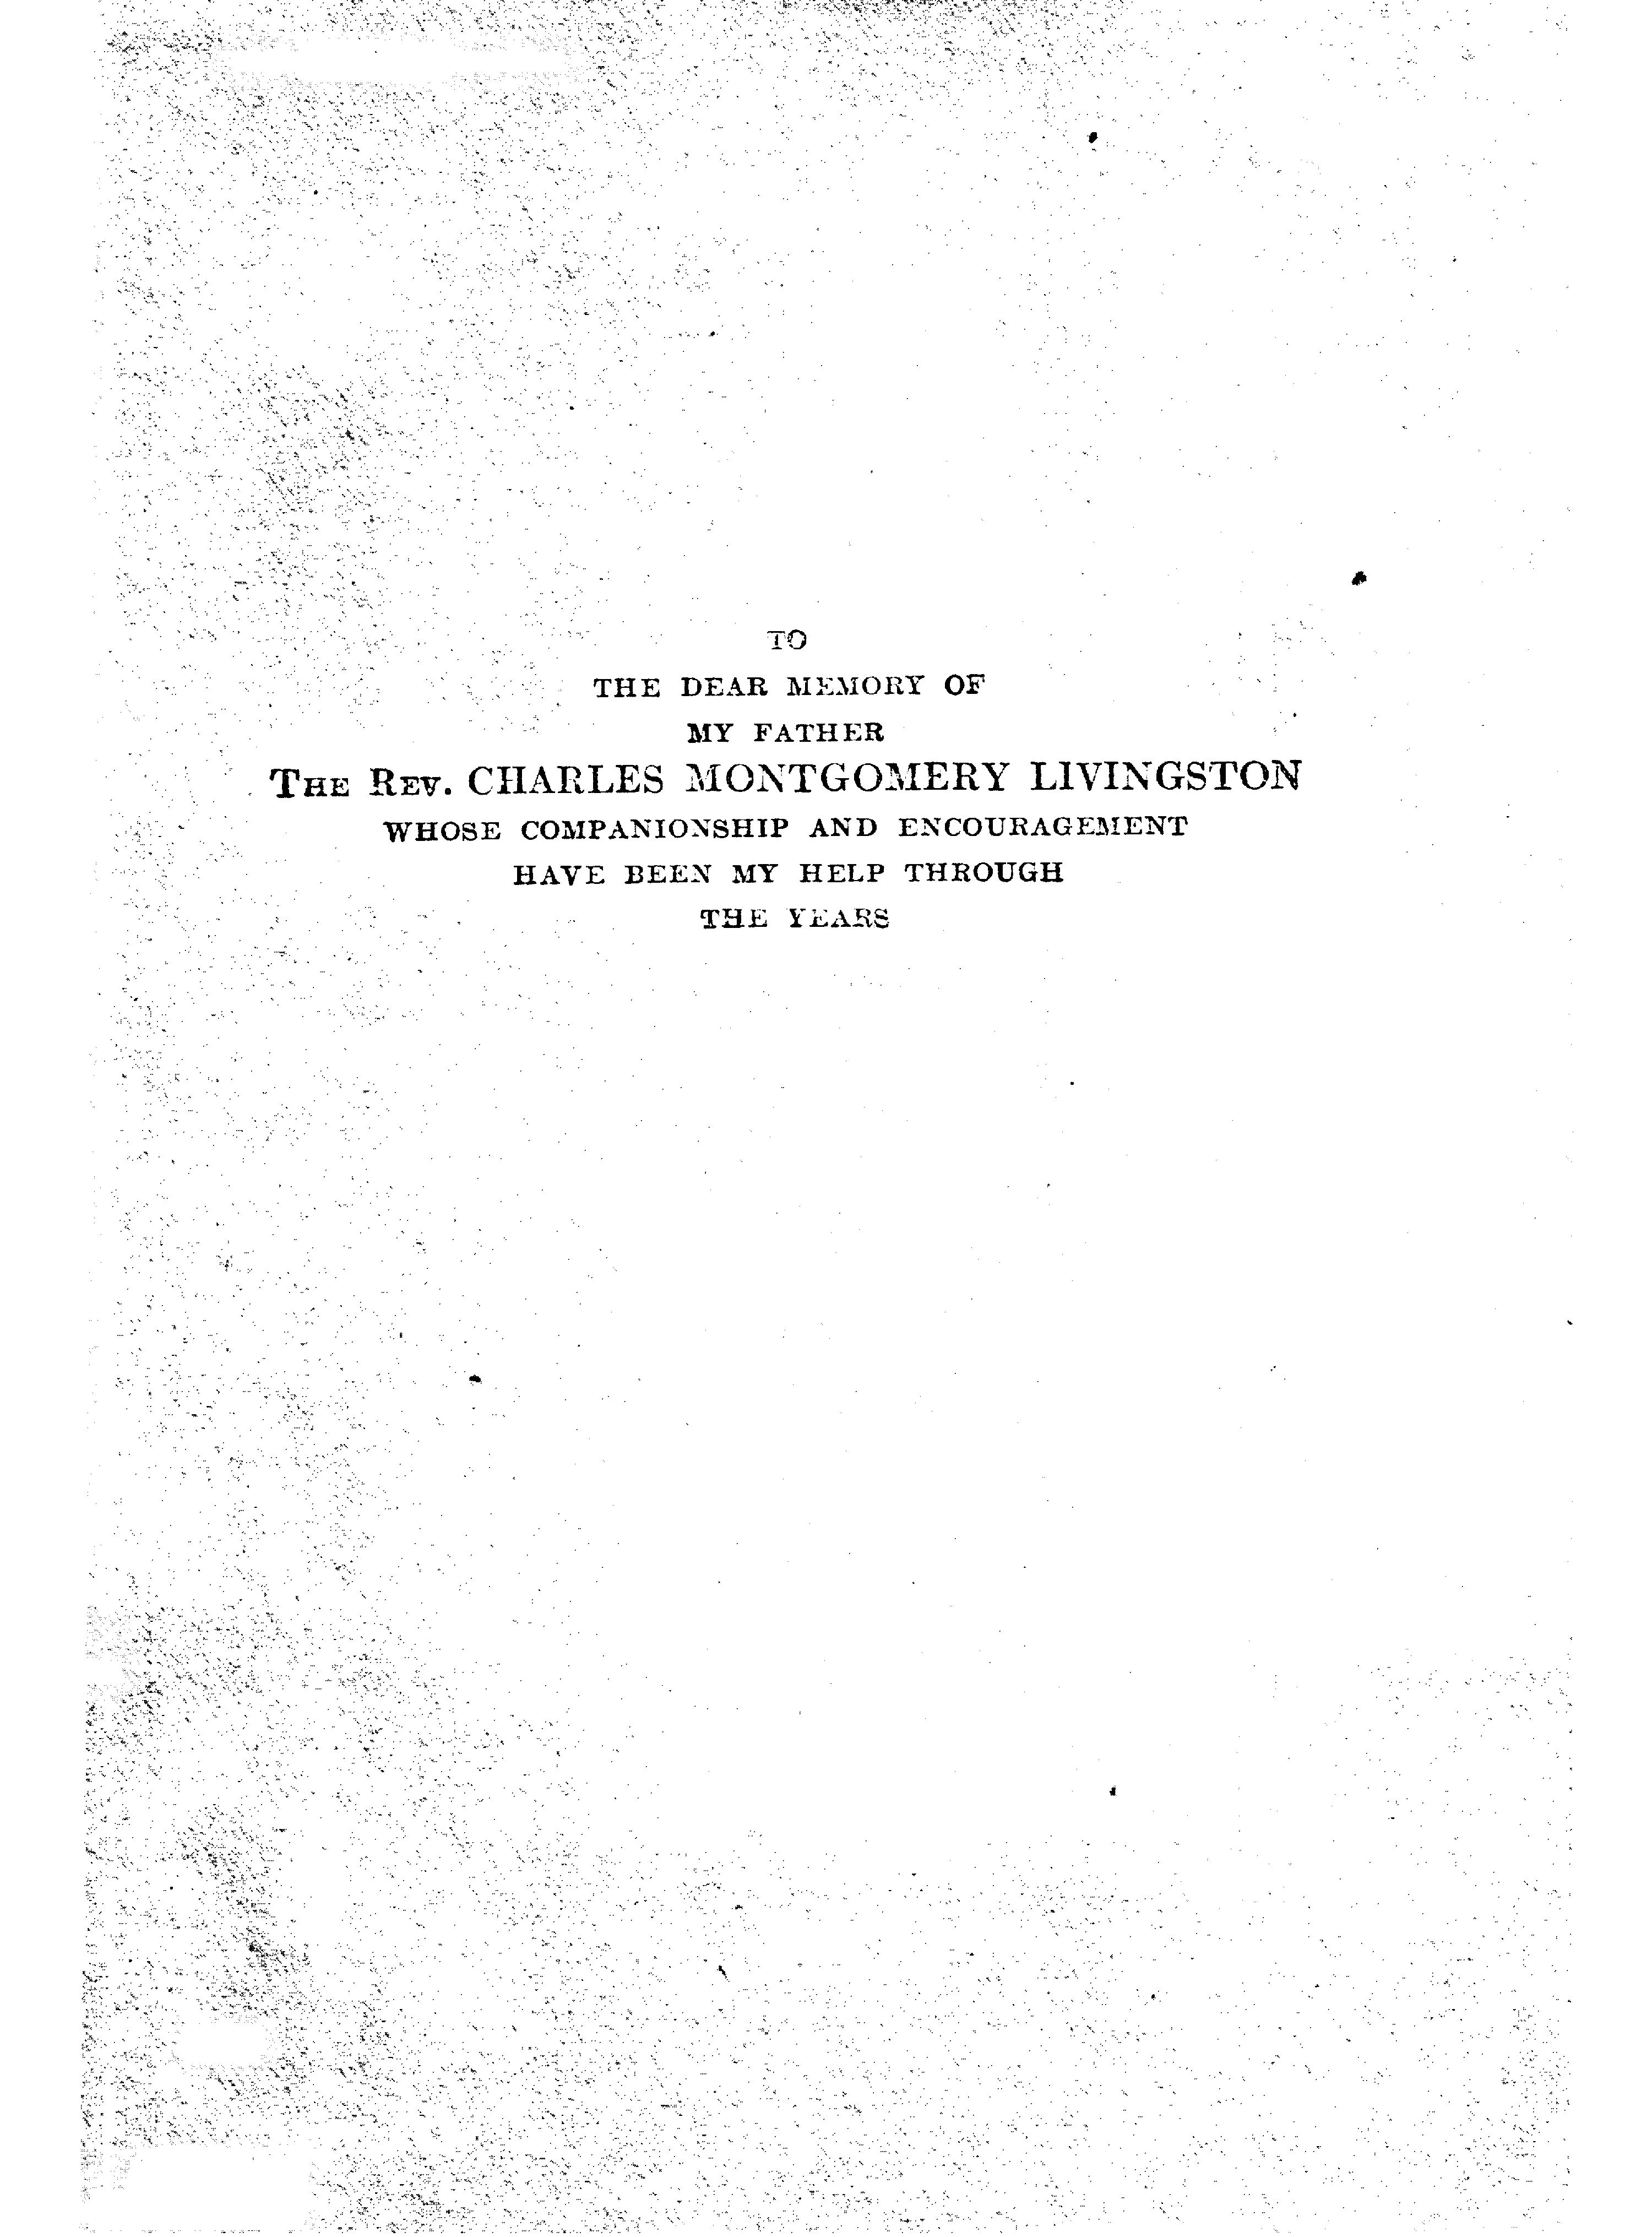 TO
THE DEAR MEMORY OF
MY FATHER
THE REV. CHARLES MONTGOMERY LIVINGSTON
WHOSE COMPANIONSHIP AND ENCOURAGEMENT
HAVE BEEN MY HELP THROUGH
THE YEARS